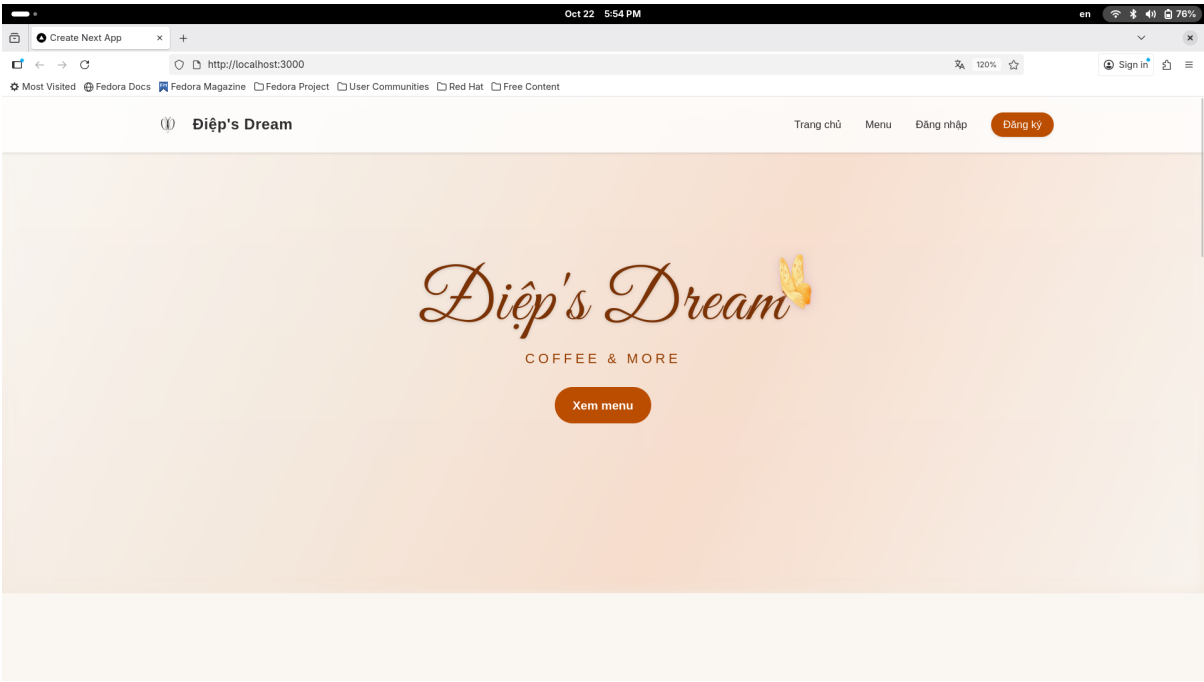 Oct 22 5:54 PM
en 76%
Create Next App
http://localhost:3000
120%
Sign in
Most Visited Fedora Docs Fedora Magazine Fedora Project User Communities Red Hat Free Content
Điệp's Dream
Trang chủ Menu Đăng nhập Đăng ký
Điệp's Dream
COFFEE & MORE
Xem menu